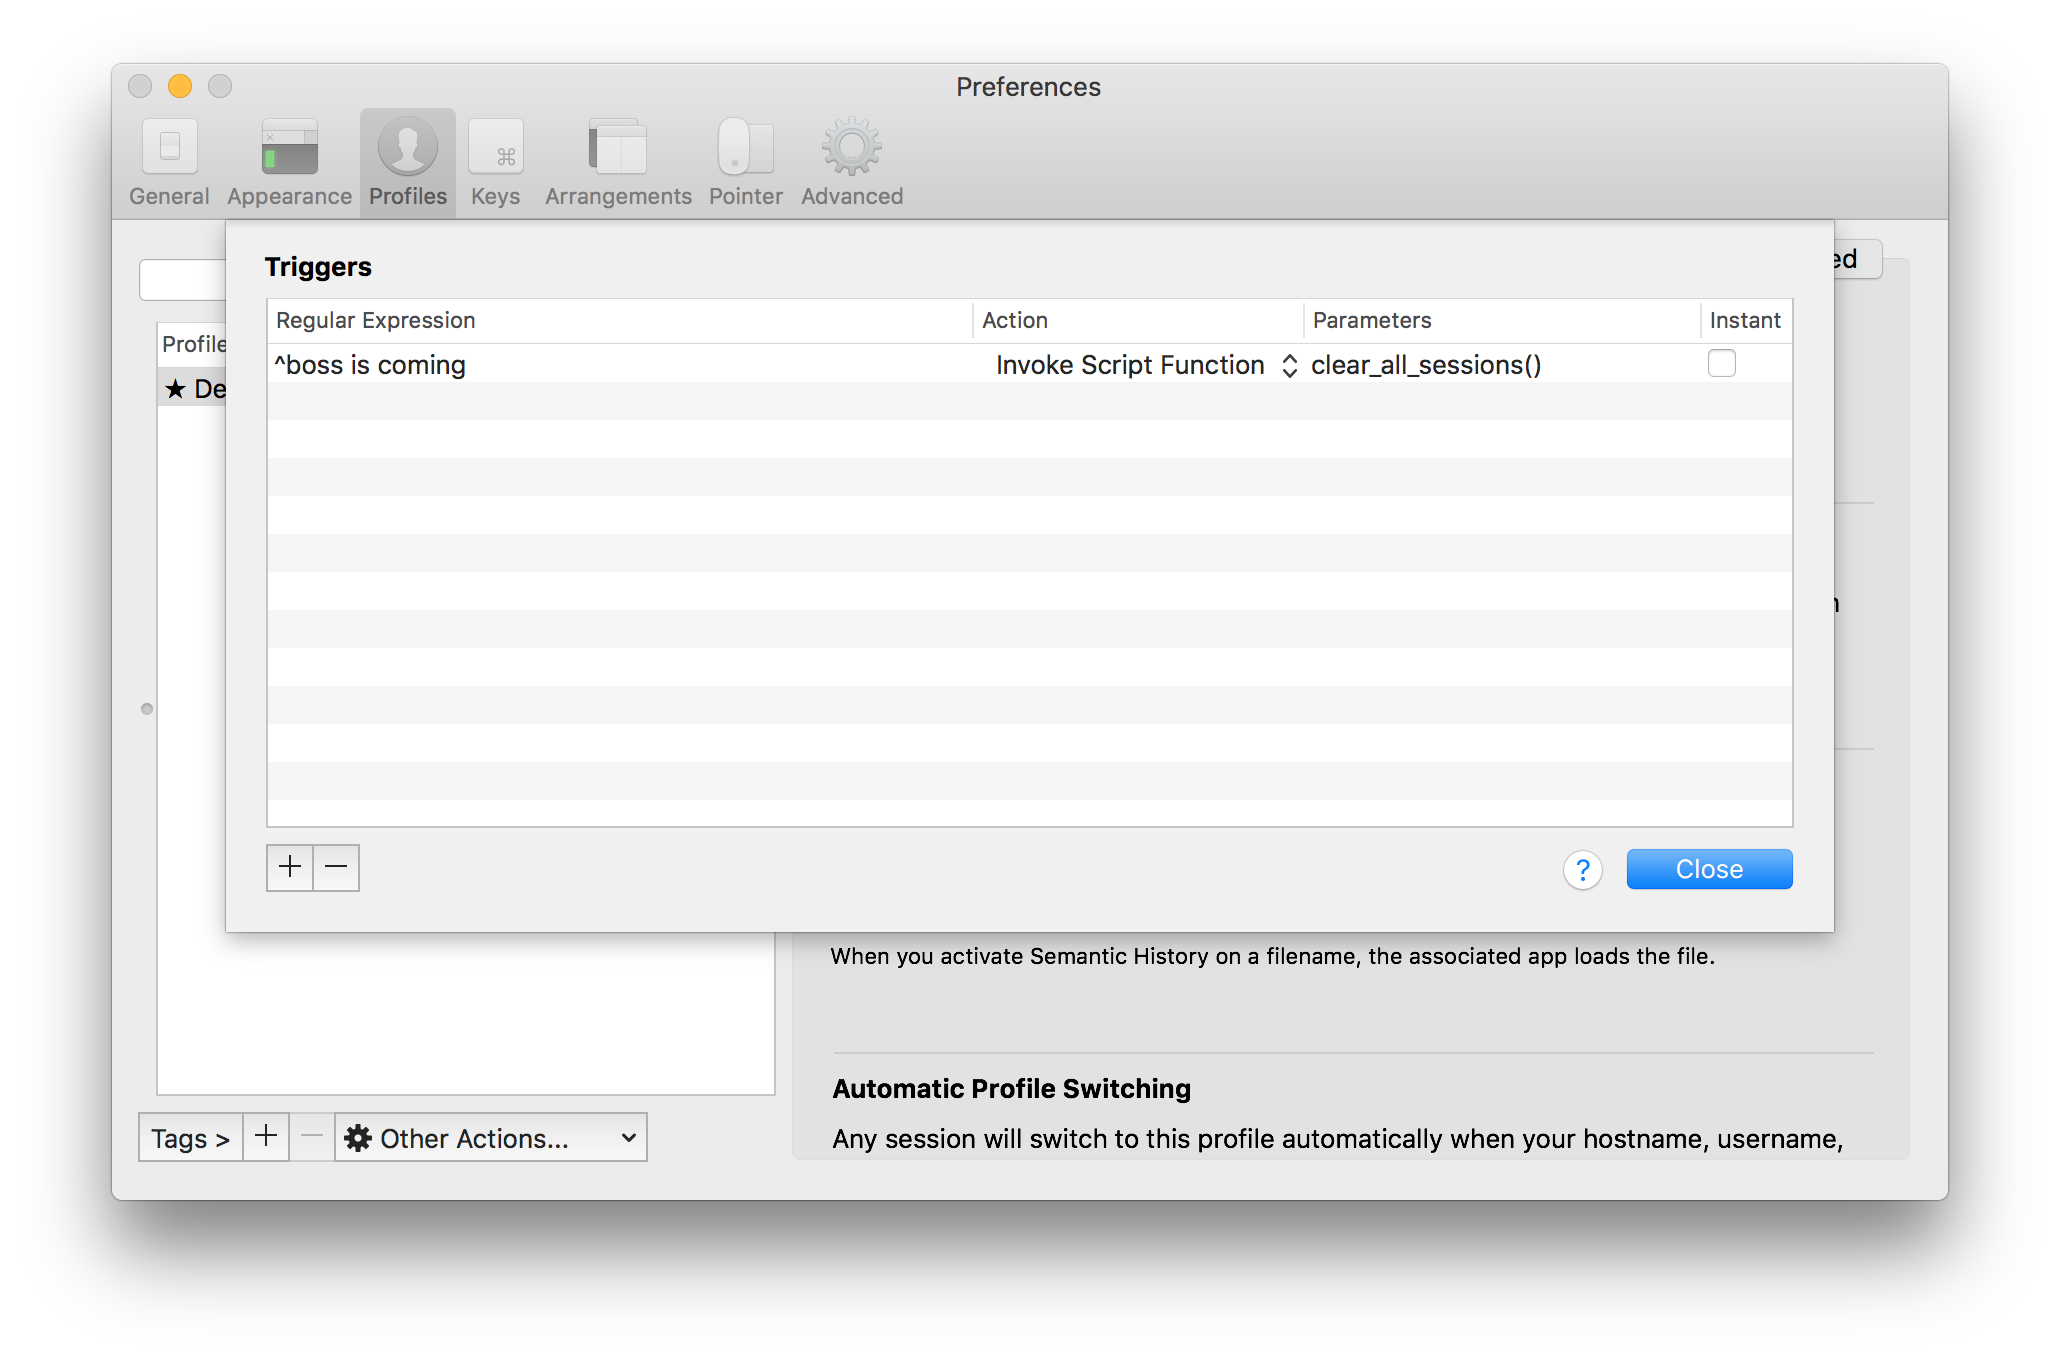 Preferences
General Appearance Profiles Keys Arrangements Pointer Advanced
Triggers
Regular Expression Action Parameters Instant
^boss is coming Invoke Script Function clear_all_sessions()
Profile
★ De
ed
+ − ? Close
When you activate Semantic History on a filename, the associated app loads the file.
Automatic Profile Switching
Any session will switch to this profile automatically when your hostname, username,
Tags > + − Other Actions...